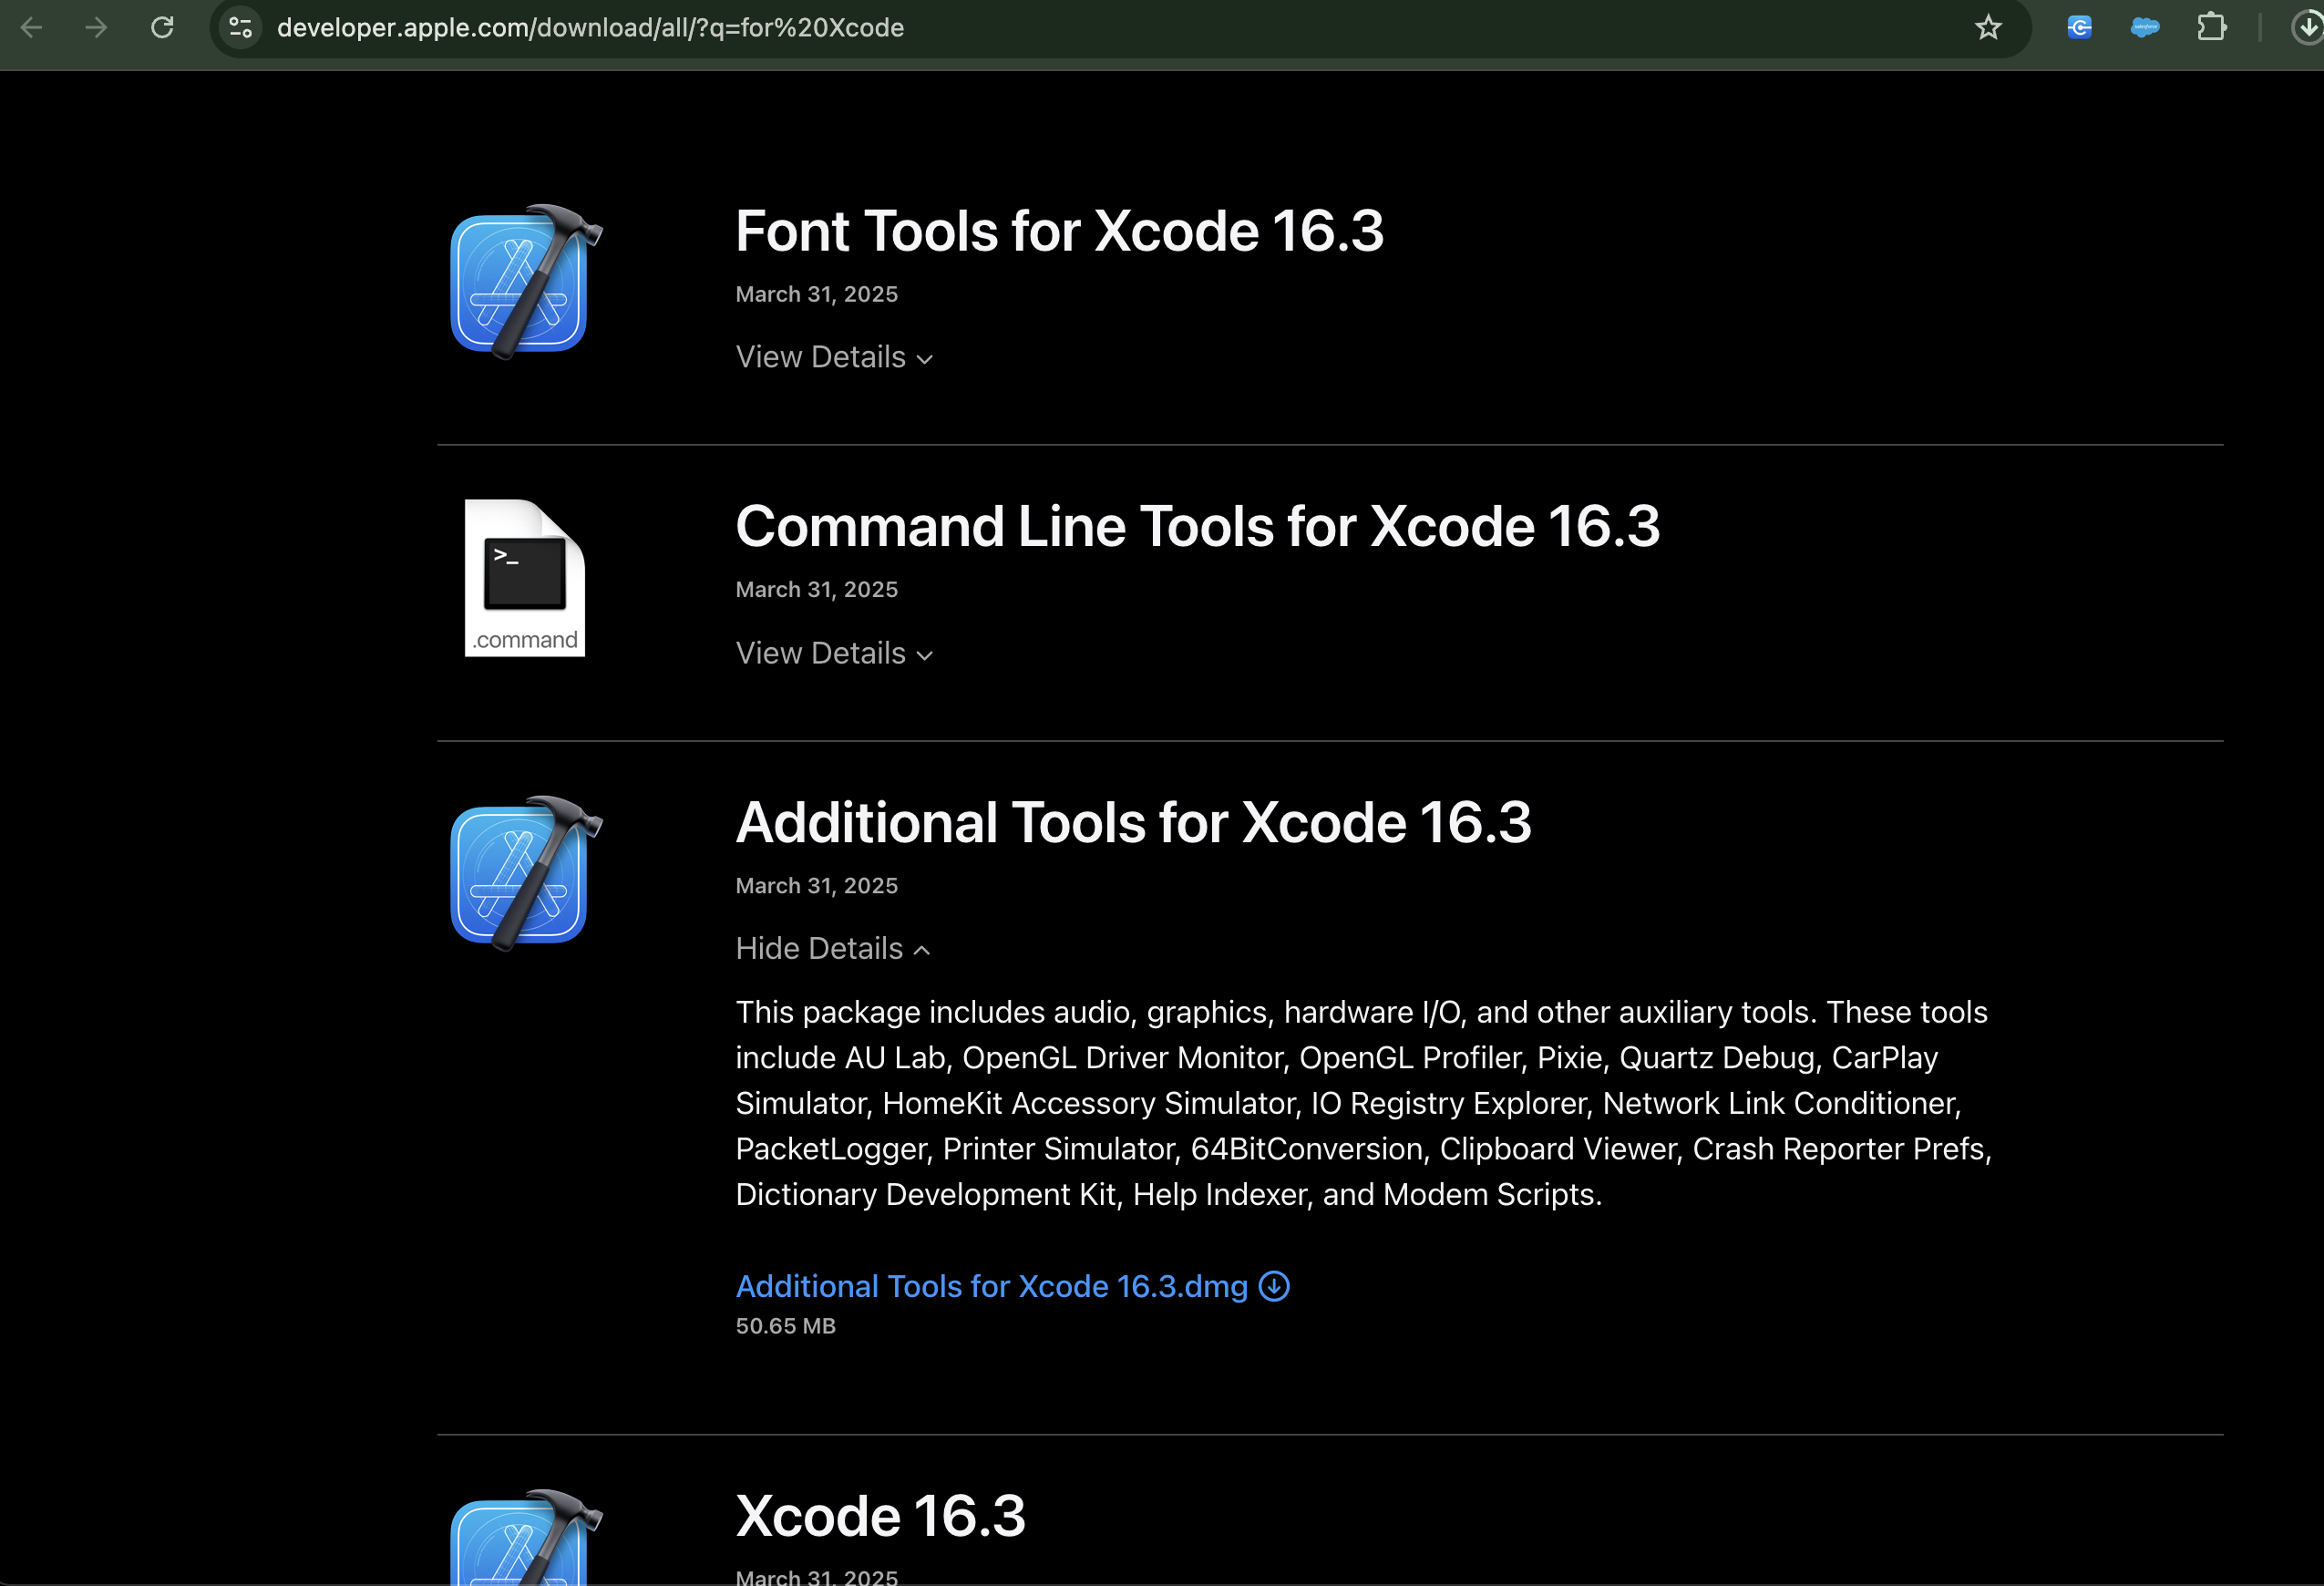 developer.apple.com/download/all/?q=for%20Xcode
Font Tools for Xcode 16.3
March 31, 2025
View Details
>_
.command
Command Line Tools for Xcode 16.3
March 31, 2025
View Details
Additional Tools for Xcode 16.3
March 31, 2025
Hide Details
This package includes audio, graphics, hardware I/O, and other auxiliary tools. These tools
include AU Lab, OpenGL Driver Monitor, OpenGL Profiler, Pixie, Quartz Debug, CarPlay
Simulator, HomeKit Accessory Simulator, IO Registry Explorer, Network Link Conditioner,
PacketLogger, Printer Simulator, 64BitConversion, Clipboard Viewer, Crash Reporter Prefs,
Dictionary Development Kit, Help Indexer, and Modem Scripts.
Additional Tools for Xcode 16.3.dmg
50.65 MB
Xcode 16.3
March 31, 2025